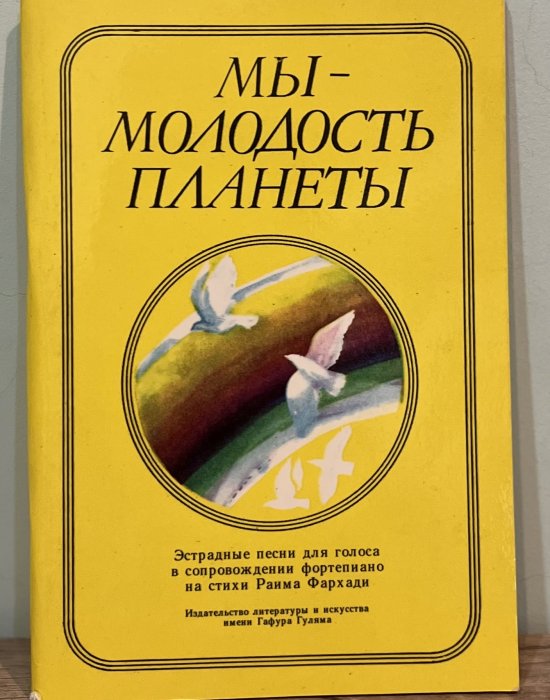 МЫ –
МОЛОДОСТЬ
ПЛАНЕТЫ
Эстрадные песни для голоса
в сопровождении фортепиано
на стихи Раима Фархади
Издательство литературы и искусства
имени Гафура Гуляма